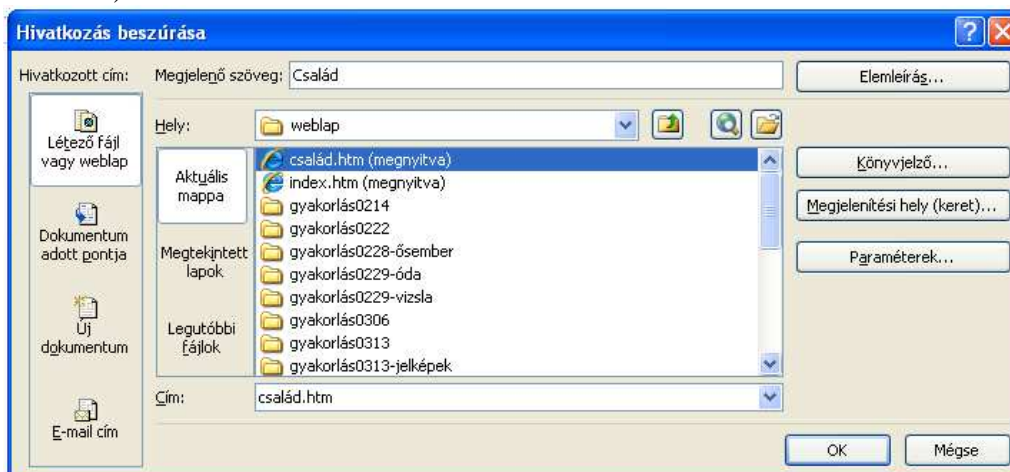 Hivatkozás beszúrása
Hivatkozott cím:
Megjelenő szöveg: Család
Elemleírás...
Létező fájl
vagy weblap
Hely:
weblap
Aktuális
mappa
család.htm (megnyitva)
index.htm (megnyitva)
gyakorlás0214
gyakorlás0222
gyakorlás0228-ősember
gyakorlás0229-óda
gyakorlás0229-vizsla
gyakorlás0306
gyakorlás0313
gyakorlás0313-jelképek
Könyvjelző...
Megjelenítési hely (keret)...
Dokumentum
adott pontja
Megtekintett
lapok
Paraméterek...
Új
dokumentum
Legutóbbi
fájlok
Cím:
család.htm
E-mail cím
OK
Mégse